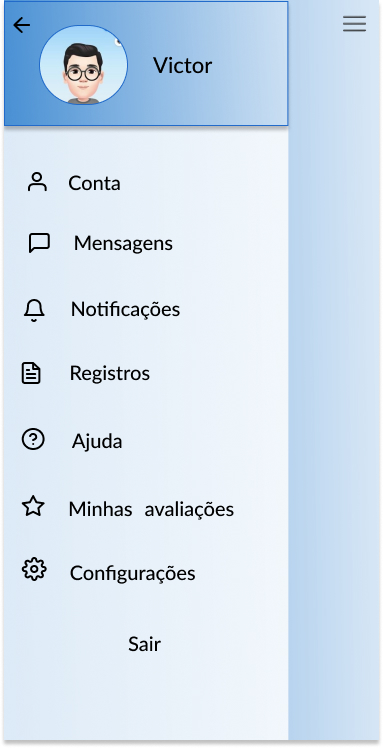 Victor
Conta
Mensagens
Notificações
Registros
Ajuda
Minhas avaliações
Configurações
Sair